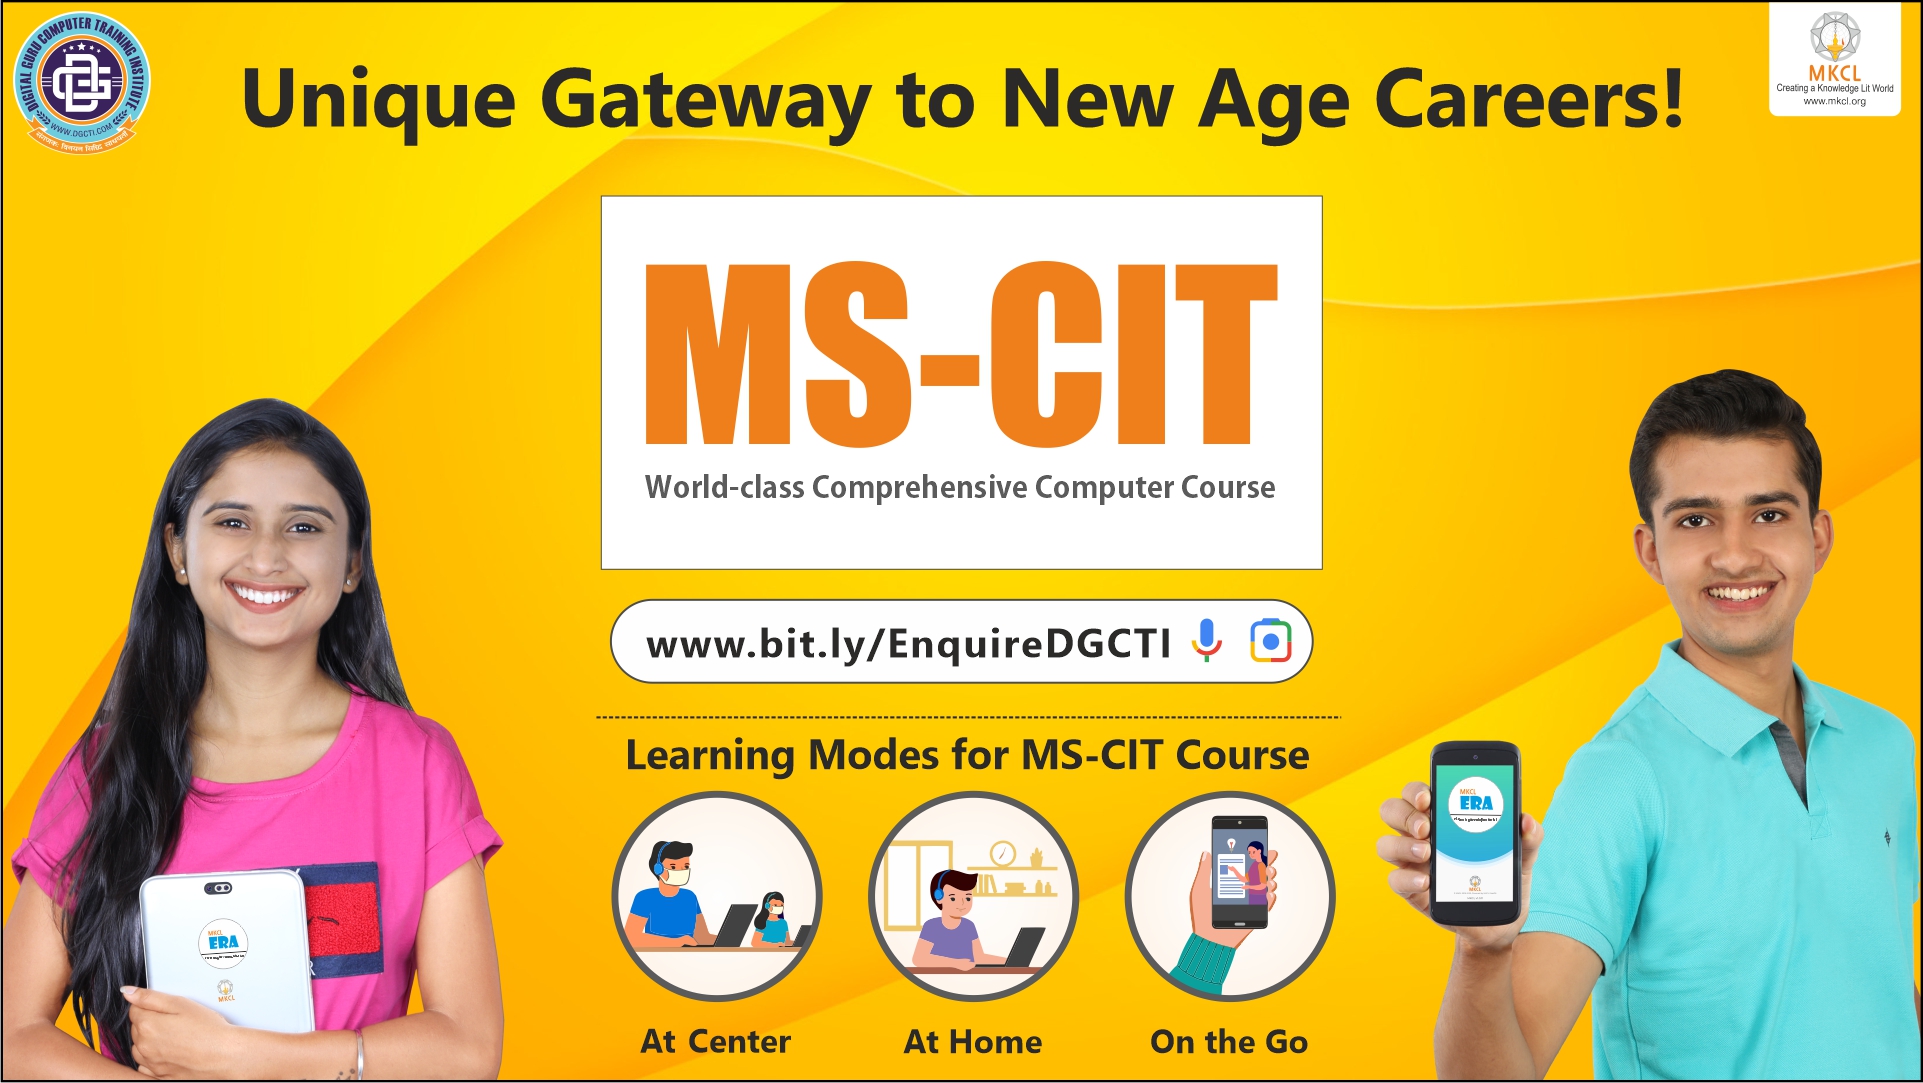 DIGITAL GURU COMPUTER TRAINING INSTITUTE
DG
WWW.DGCTI.COM
Unique Gateway to New Age Careers!
MKCL
Creating a Knowledge Lit World
www.mkcl.org
MS-CIT
World-class Comprehensive Computer Course
www.bit.ly/EnquireDGCTI
Learning Modes for MS-CIT Course
MKCL
ERA
MKCL
MKCL
ERA
MKCL
At Center
At Home
On the Go